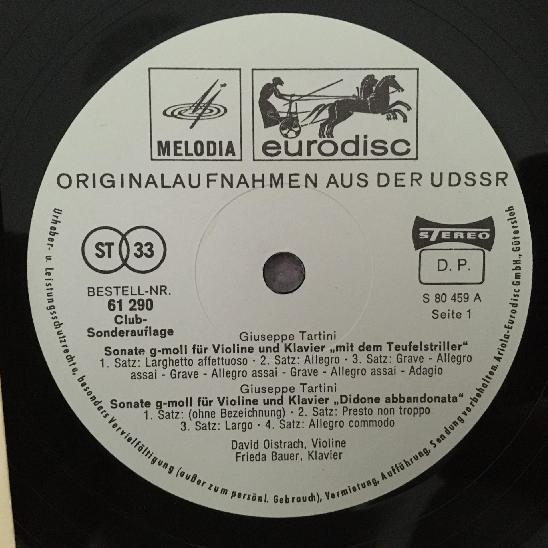 MELODIA
eurodisc
ORIGINALAUFNAHMEN AUS DER UDSSR
ST 33
STEREO
D. P.
BESTELL-NR.
61 290
Club-
Sonderauflage
S 80 459 A
Seite 1
Giuseppe Tartini
Sonate g-moll für Violine und Klavier „mit dem Teufelstriller"
1. Satz: Larghetto affettuoso · 2. Satz: Allegro · 3. Satz: Grave - Allegro
assai - Grave - Allegro assai - Grave - Allegro assai - Adagio
Giuseppe Tartini
Sonate g-moll für Violine und Klavier „Didone abbandonata"
1. Satz: (ohne Bezeichnung) · 2. Satz: Presto non troppo
3. Satz: Largo · 4. Satz: Allegro commodo
David Oistrach, Violine
Frieda Bauer, Klavier
Urheber- u. Leistungsschutzrechte, besonders Vervielfältigung (außer zum persönl. Gebrauch), Vermietung, Aufführung, Sendung vorbehalten. Ariola-Eurodisc GmbH., Gütersloh